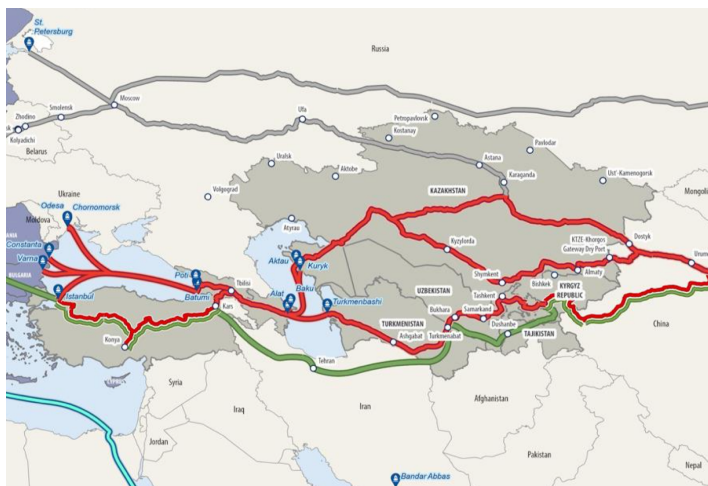 St.
Petersburg
Russia
Moscow
Smolensk
Zhodino
sk
Kolpadichi
Belarus
Ufa
Petropavlovsk
Kostanay
Pavlodar
Uralsk
Aktobe
Astana
Ust'-Kamenogorsk
Karaganda
Volgograd
KAZAKHSTAN
Mongoli
Ukraine
Odesa
Chornomorsk
Moldova
Atyrau
ANIA
Constanta
Varna
BULGARIA
Aktau
Kuryk
Kyzylorda
KTZE-Khorgos
Gateway Dry Port
Dostyk
Urum
Poti
Batumi
Tbilisi
Baku
Alat
Shymkent
Almaty
Bishkek
KYRGYZ
REPUBLIC
Istanbul
Kars
Turkmenbashi
UZBEKISTAN
Tashkent
Bukhara
Samarkand
TURKMENISTAN
Dushanbe
China
Konya
Ashgabat
Turkmenabat
TAJIKISTAN
Tehran
Syria
Iraq
Iran
Afghanistan
Jordan
Pakistan
Nepal
Bandar Abbas